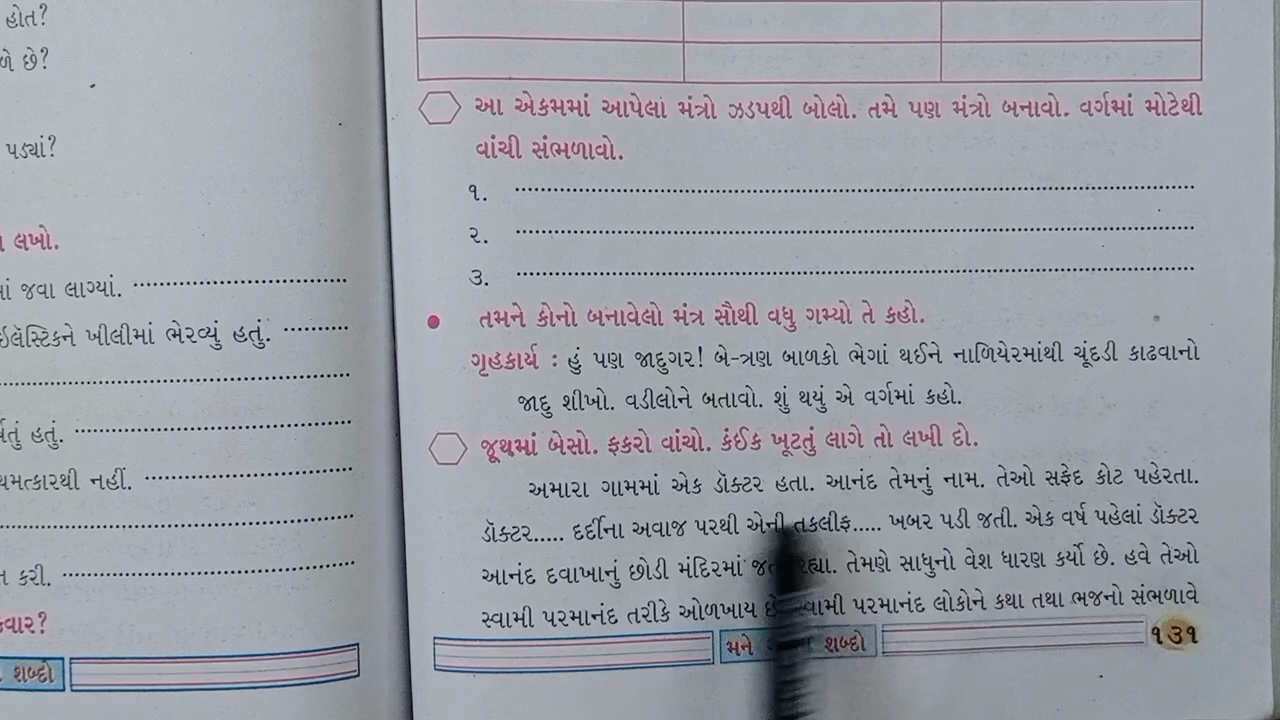 હોત?
છે?
પડ્યાં?
લખો.
જવા લાગ્યાં.
ઇલૅસ્ટિકને ખીલીમાં ભેરવ્યું હતું.
હતું.
ચમત્કારથી નહીં.
કરી.
શબ્દો
આ એકમમાં આપેલા મંત્રો ઝડપથી બોલો. તમે પણ મંત્રો બનાવો. વર્ગમાં મોટેથી
વાંચી સંભળાવો.
૧.
૨.
૩.
• તમને કોનો બનાવેલો મંત્ર સૌથી વધુ ગમ્યો તે કહો.
ગૃહકાર્ય : હું પણ જાદુગર! બે-ત્રણ બાળકો ભેગાં થઈને નાળિયેરમાંથી ચૂંદડી કાઢવાનો
જાદુ શીખો. વડીલોને બતાવો. શું થયું એ વર્ગમાં કહો.
જૂથમાં બેસો. ફકરો વાંચો. કંઈક ખૂટતું લાગે તો લખી દો.
અમારા ગામમાં એક ડૉક્ટર હતા. આનંદ તેમનું નામ. તેઓ સફેદ કોટ પહેરતા.
ડૉક્ટર..... દર્દીના અવાજ પરથી એની તકલીફ..... ખબર પડી જતી. એક વર્ષ પહેલાં ડૉક્ટર
આનંદ દવાખાનું છોડી મંદિરમાં રહ્યા. તેમણે સાધુનો વેશ ધારણ કર્યો છે. હવે તેઓ
સ્વામી પરમાનંદ તરીકે ઓળખાય છે સ્વામી પરમાનંદ લોકોને કથા તથા ભજનો સંભળાવે
મને શબ્દો
૧૩૧